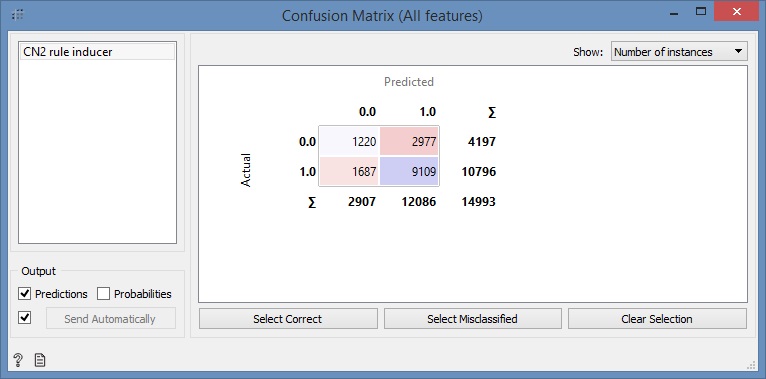 Confusion Matrix (All features)
CN2 rule inducer
Show: Number of instances
Predicted
0.0 1.0 Σ
0.0 1220 2977 4197
Actual
1.0 1687 9109 10796
Σ 2907 12086 14993
Output
Predictions Probabilities
Send Automatically
Select Correct Select Misclassified Clear Selection
?